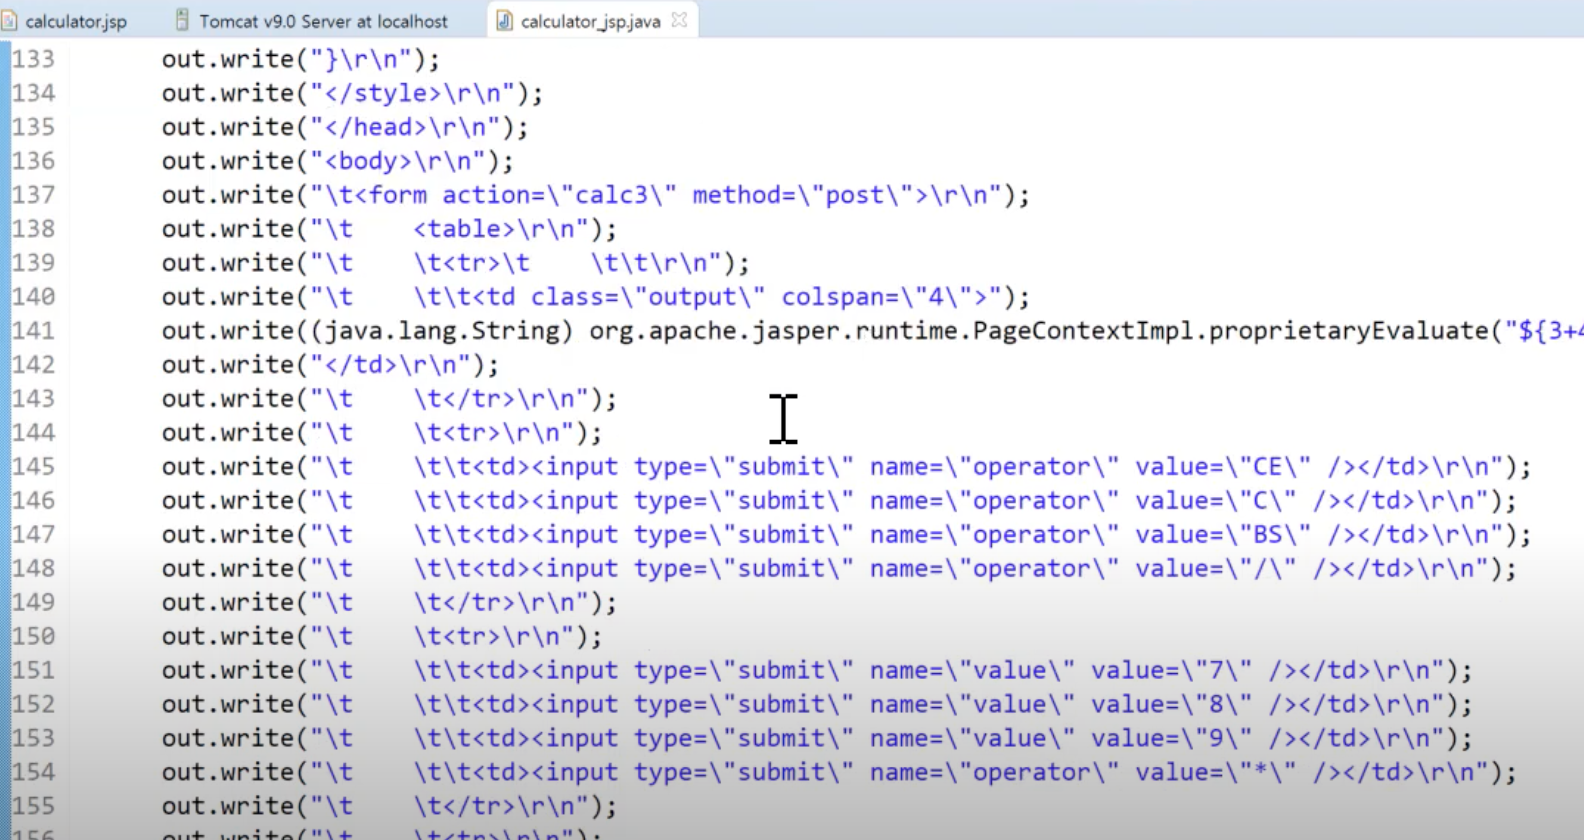 calculator.jsp Tomcat v9.0 Server at localhost calculator_jsp.java
133 out.write("}\r\n");
134 out.write("</style>\r\n");
135 out.write("</head>\r\n");
136 out.write("<body>\r\n");
137 out.write("\t<form action=\"calc3\" method=\"post\">\r\n");
138 out.write("\t    <table>\r\n");
139 out.write("\t    \t<tr>\t    \t\t\r\n");
140 out.write("\t    \t\t<td class=\"output\" colspan=\"4\">");
141 out.write((java.lang.String) org.apache.jasper.runtime.PageContextImpl.proprietaryEvaluate("${3+4
142 out.write("</td>\r\n");
143 out.write("\t    \t</tr>\r\n");
144 out.write("\t    \t<tr>\r\n");
145 out.write("\t    \t\t<td><input type=\"submit\" name=\"operator\" value=\"CE\" /></td>\r\n");
146 out.write("\t    \t\t<td><input type=\"submit\" name=\"operator\" value=\"C\" /></td>\r\n");
147 out.write("\t    \t\t<td><input type=\"submit\" name=\"operator\" value=\"BS\" /></td>\r\n");
148 out.write("\t    \t\t<td><input type=\"submit\" name=\"operator\" value=\"/\" /></td>\r\n");
149 out.write("\t    \t</tr>\r\n");
150 out.write("\t    \t<tr>\r\n");
151 out.write("\t    \t\t<td><input type=\"submit\" name=\"value\" value=\"7\" /></td>\r\n");
152 out.write("\t    \t\t<td><input type=\"submit\" name=\"value\" value=\"8\" /></td>\r\n");
153 out.write("\t    \t\t<td><input type=\"submit\" name=\"value\" value=\"9\" /></td>\r\n");
154 out.write("\t    \t\t<td><input type=\"submit\" name=\"operator\" value=\"*\" /></td>\r\n");
155 out.write("\t    \t</tr>\r\n");
156 out.write("\t    \t<tr>\r\n");